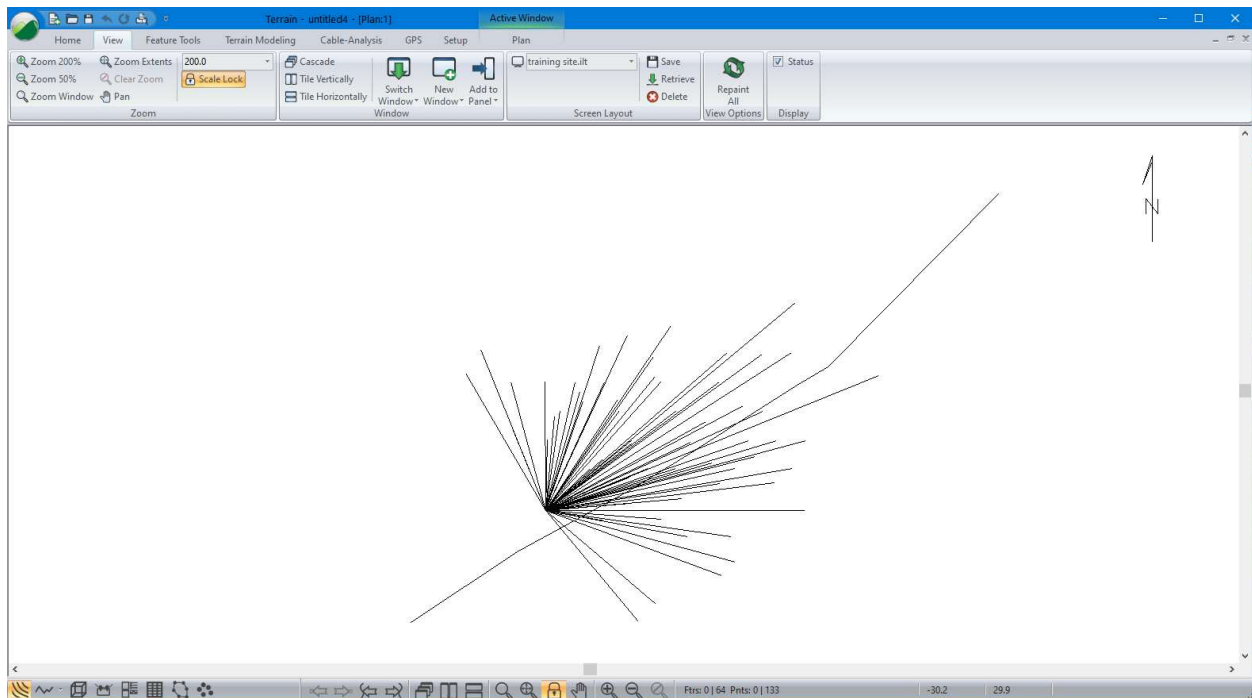 Terrain - untitled4 - [Plan:1]
Active Window
Home View Feature Tools Terrain Modeling Cable-Analysis GPS Setup Plan
Zoom 200% Zoom Extents 200.0 Cascade training site.ilt Save Status
Zoom 50% Clear Zoom Scale Lock Tile Vertically Retrieve
Zoom Window Pan Tile Horizontally Delete
Switch Window New Window Add to Panel Repaint All
Zoom Window Screen Layout View Options Display
N
Ftrs: 0 | 64 Pnts: 0 | 133 -30.2 29.9